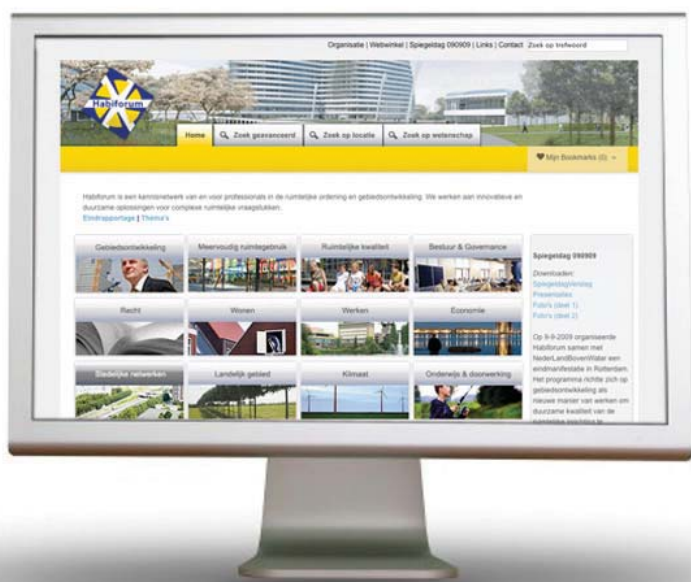 Organisatie | Webwinkel | Spiegeldag 090909 | Links | Contact Zoek op trefwoord
Habiforum
Home Zoek geavanceerd Zoek op locatie Zoek op wetenschap
Mijn Bookmarks (0)
Habiforum is een kennisnetwerk van en voor professionals in de ruimtelijke ordening en gebiedsontwikkeling. We werken aan innovatieve en
duurzame oplossingen voor complexe ruimtelijke vraagstukken.
Eindrapportage | Thema's
Gebiedsontwikkeling Meervoudig ruimtegebruik Ruimtelijke kwaliteit Bestuur & Governance
Recht Wonen Werken Economie
Stedelijke netwerken Landelijk gebied Klimaat Onderwijs & doorwerking
Spiegeldag 090909
Downloaden:
SpiegeldagVerslag
Presentaties
Foto's (deel 1)
Foto's (deel 2)
Op 9-9-2009 organiseerde
Habiforum samen met
NederLandBovenWater een
eindmanifestatie in Rotterdam.
Het programma richtte zich op
gebiedsontwikkeling als
nieuwe manier van werken om
duurzame kwaliteit van de